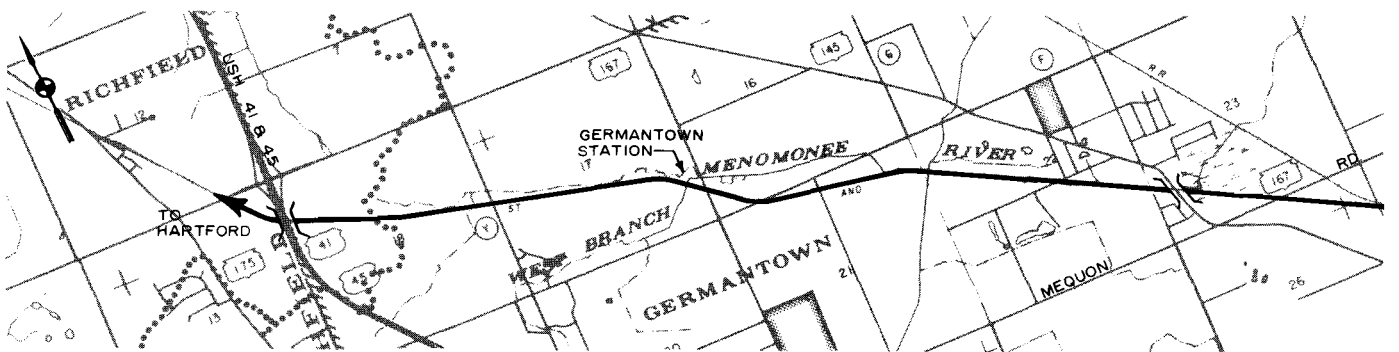 RICHFIELD
12
USH 41 & 45
TO
HARTFORD
175
13
41
45
167
Y
17
ST
GERMANTOWN
STATION
16
145
G
MENOMONEE
RIVER
WEST BRANCH
GERMANTOWN
21
AND
F
RR
23
167
RD
MEQUON
26